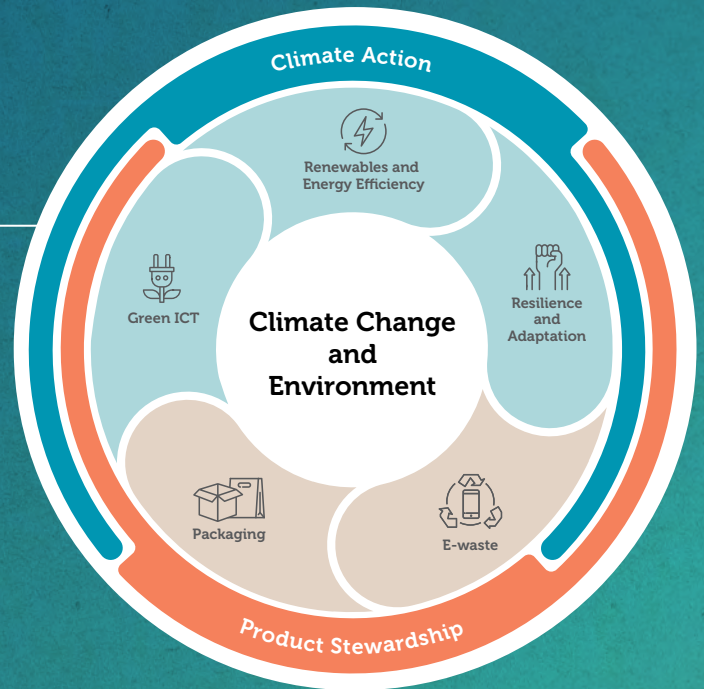 Climate Action
Renewables and
Energy Efficiency
Green ICT
Resilience
and
Adaptation
Climate Change
and
Environment
Packaging
E-waste
Product Stewardship